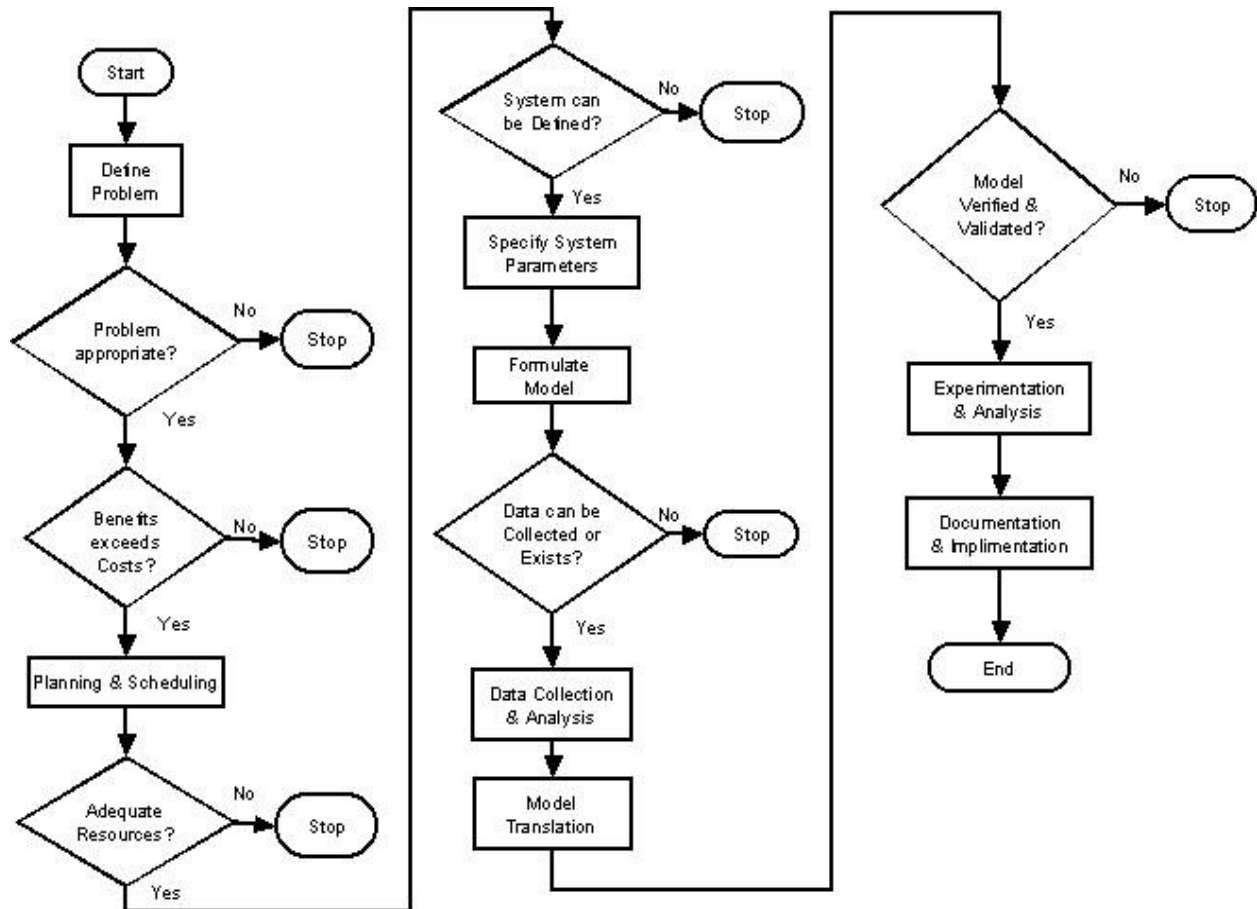 Start
Define
Problem
Problem
appropriate?
No
Stop
Yes
Benefits
exceeds
Costs?
No
Stop
Yes
Planning & Scheduling
Adequate
Resources?
No
Stop
Yes
System can
be Defined?
No
Stop
Yes
Specify System
Parameters
Formulate
Model
Data can be
Collected or
Exists?
No
Stop
Yes
Data Collection
& Analysis
Model
Translation
Model
Verified &
Validated?
No
Stop
Yes
Experimentation
& Analysis
Documentation
& Implimentation
End